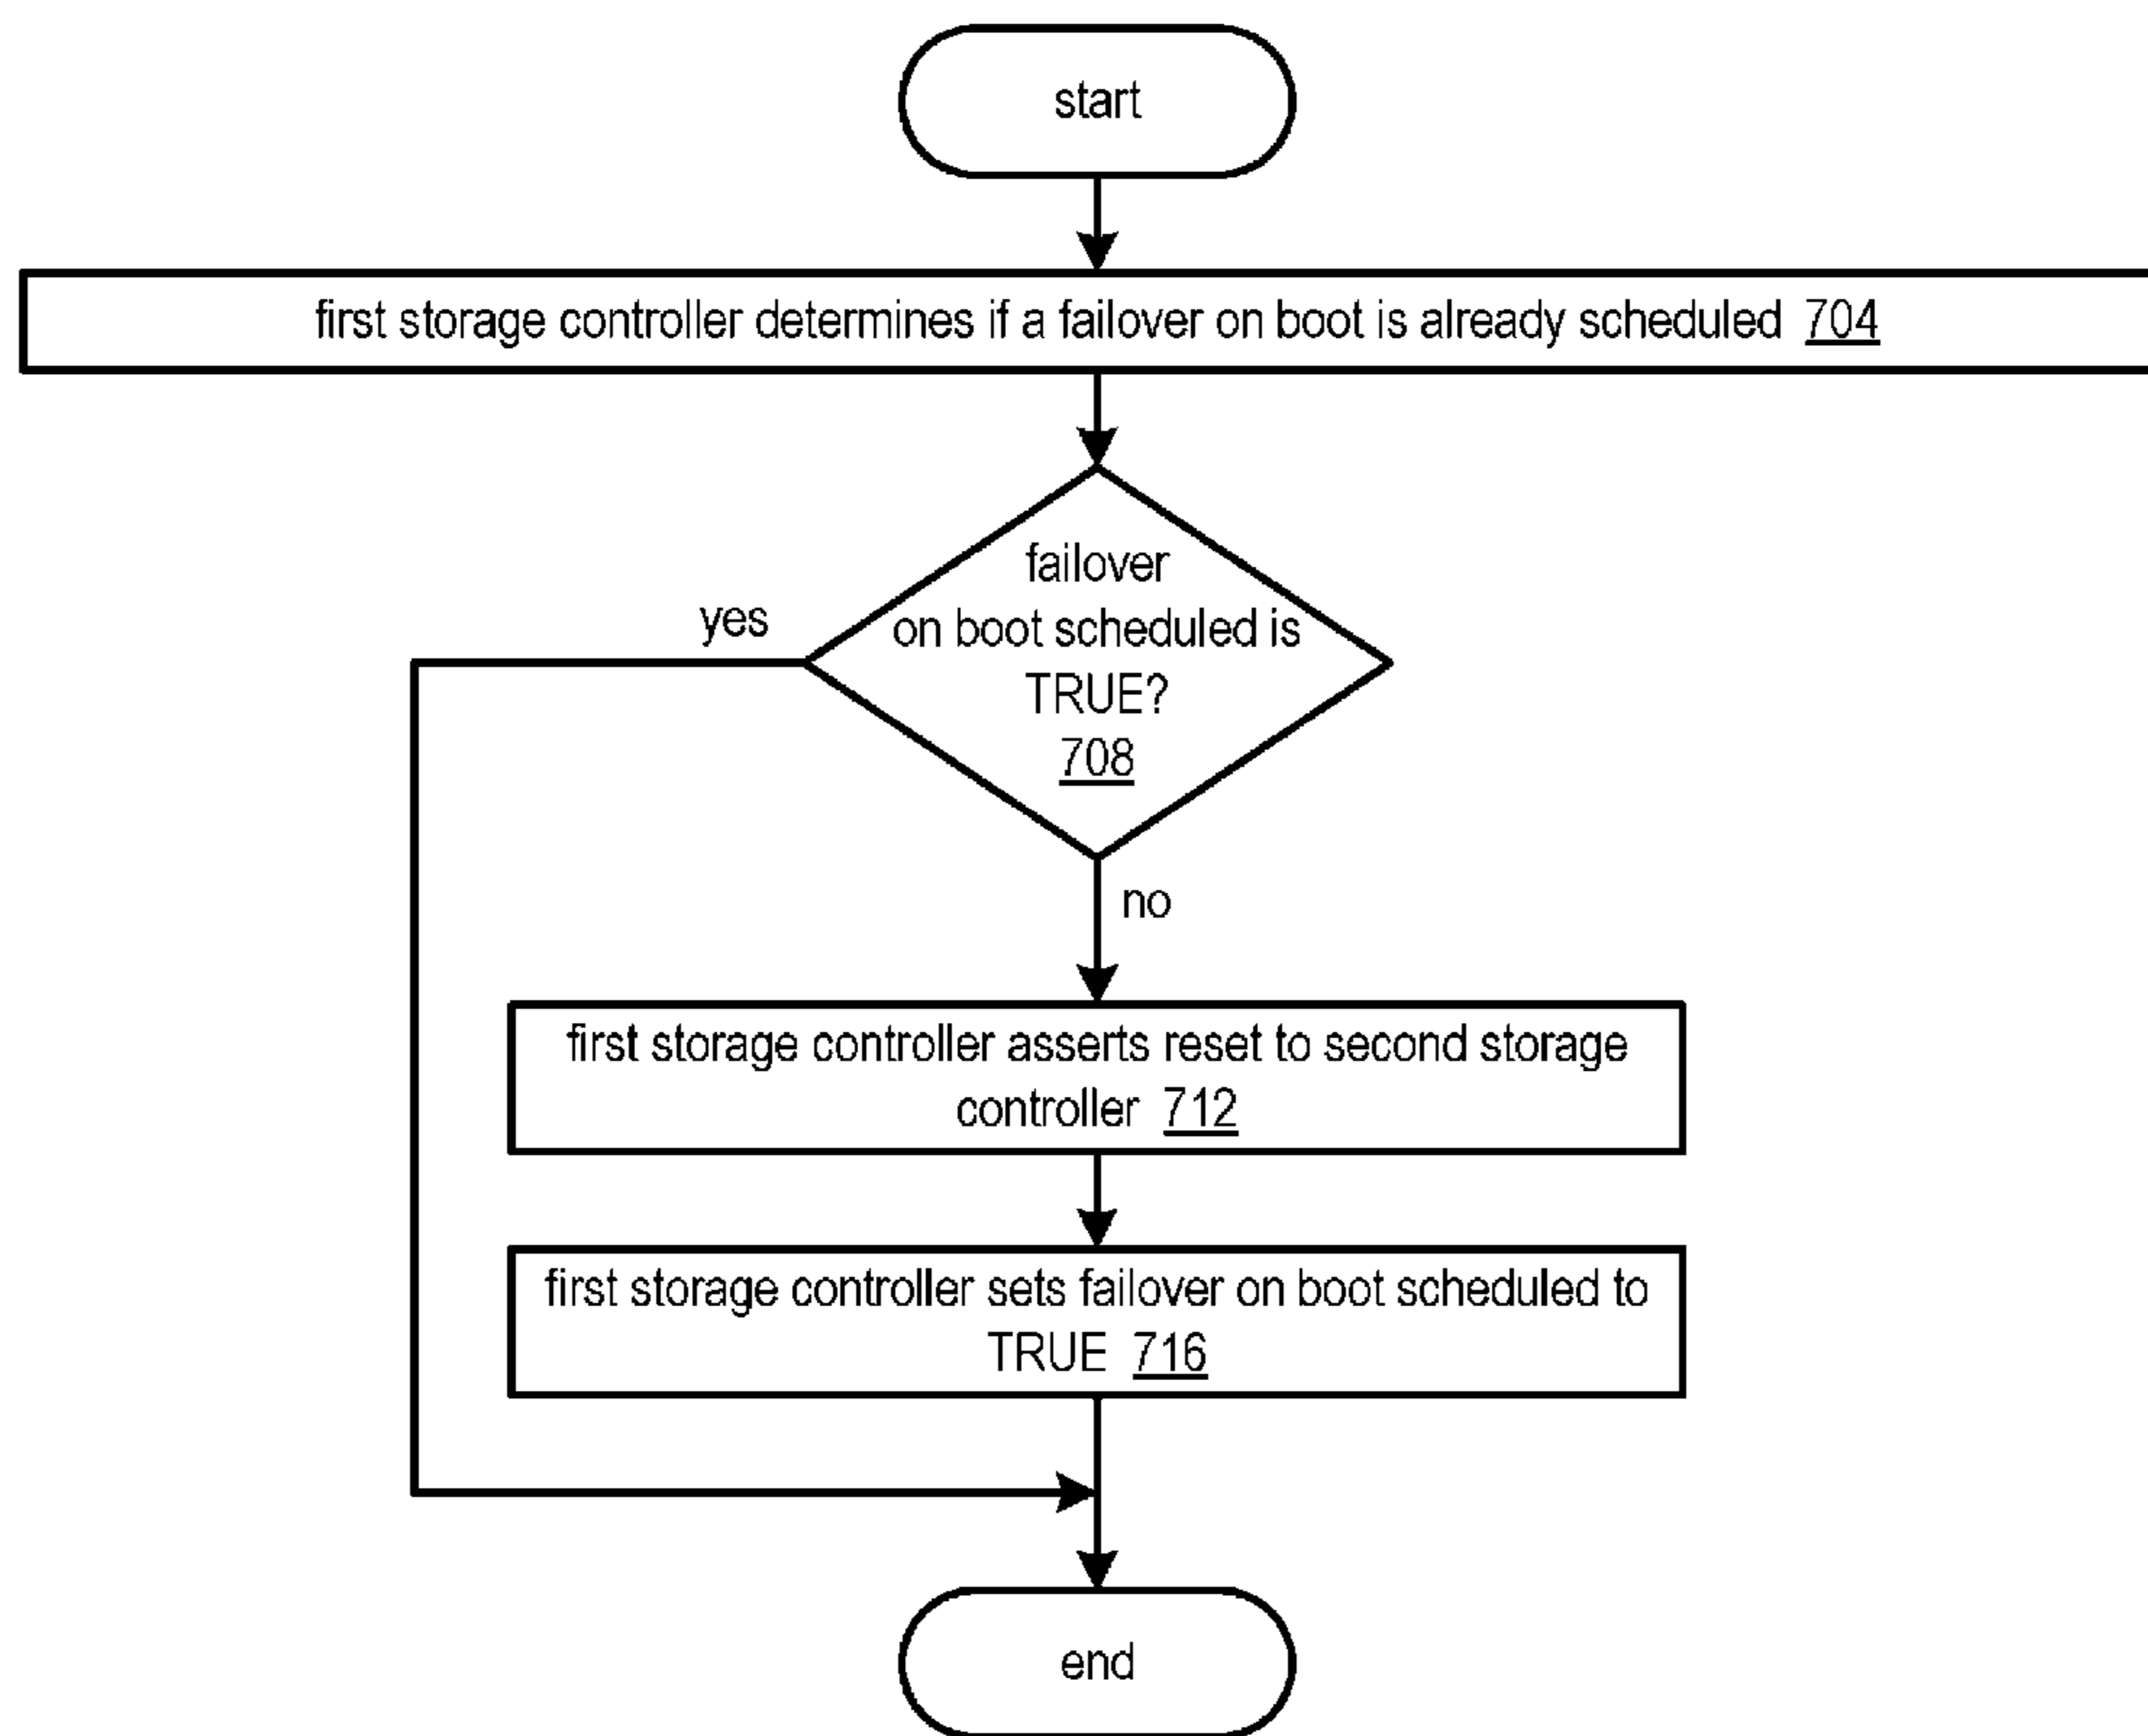 start
first storage controller determines if a failover on boot is already scheduled 704
failover
on boot scheduled is
TRUE?
708
yes
no
first storage controller asserts reset to second storage
controller 712
first storage controller sets failover on boot scheduled to
TRUE 716
end